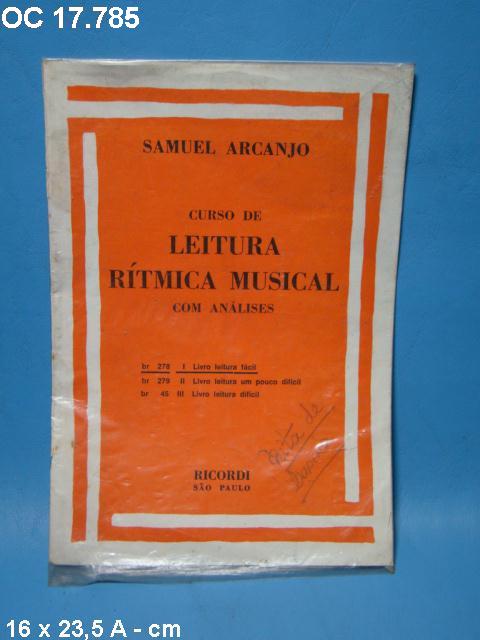 OC 17.785
SAMUEL ARCANJO
CURSO DE
LEITURA
RÍTMICA MUSICAL
COM ANÁLISES
br 278 I Livro leitura fácil
br 279 II Livro leitura um pouco difícil
br 45 III Livro leitura difícil
de
RICORDI
SÃO PAULO
16 x 23,5 A - cm